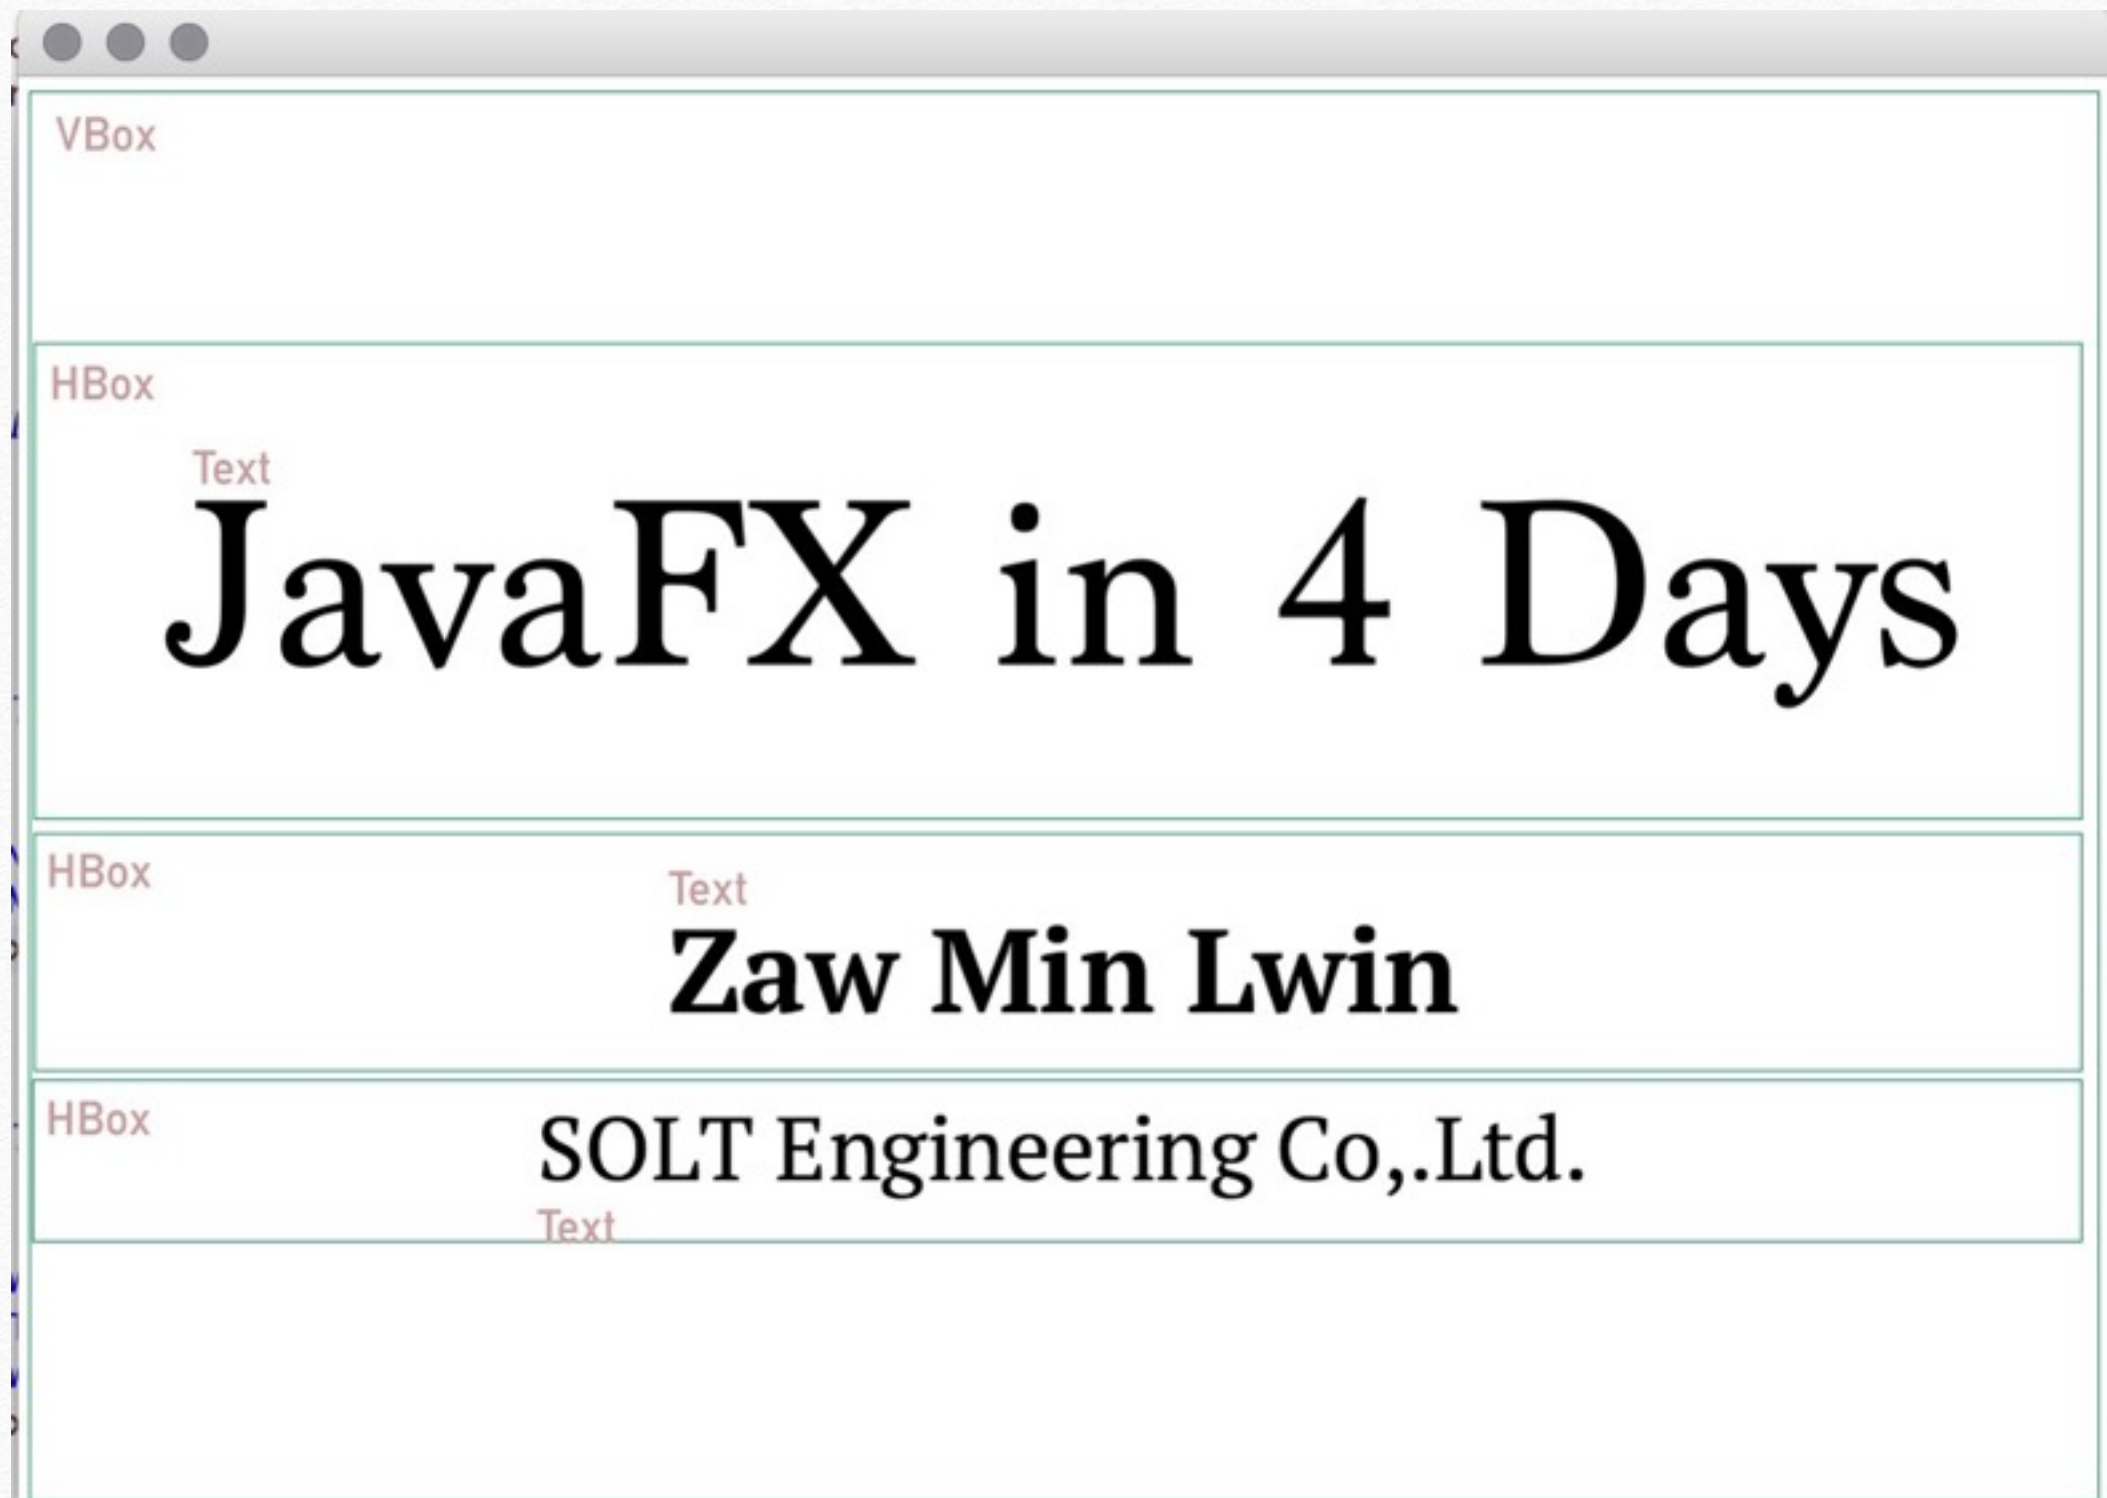 VBox
HBox
Text
JavaFX in 4 Days
HBox
Text
Zaw Min Lwin
HBox
SOLT Engineering Co,.Ltd.
Text